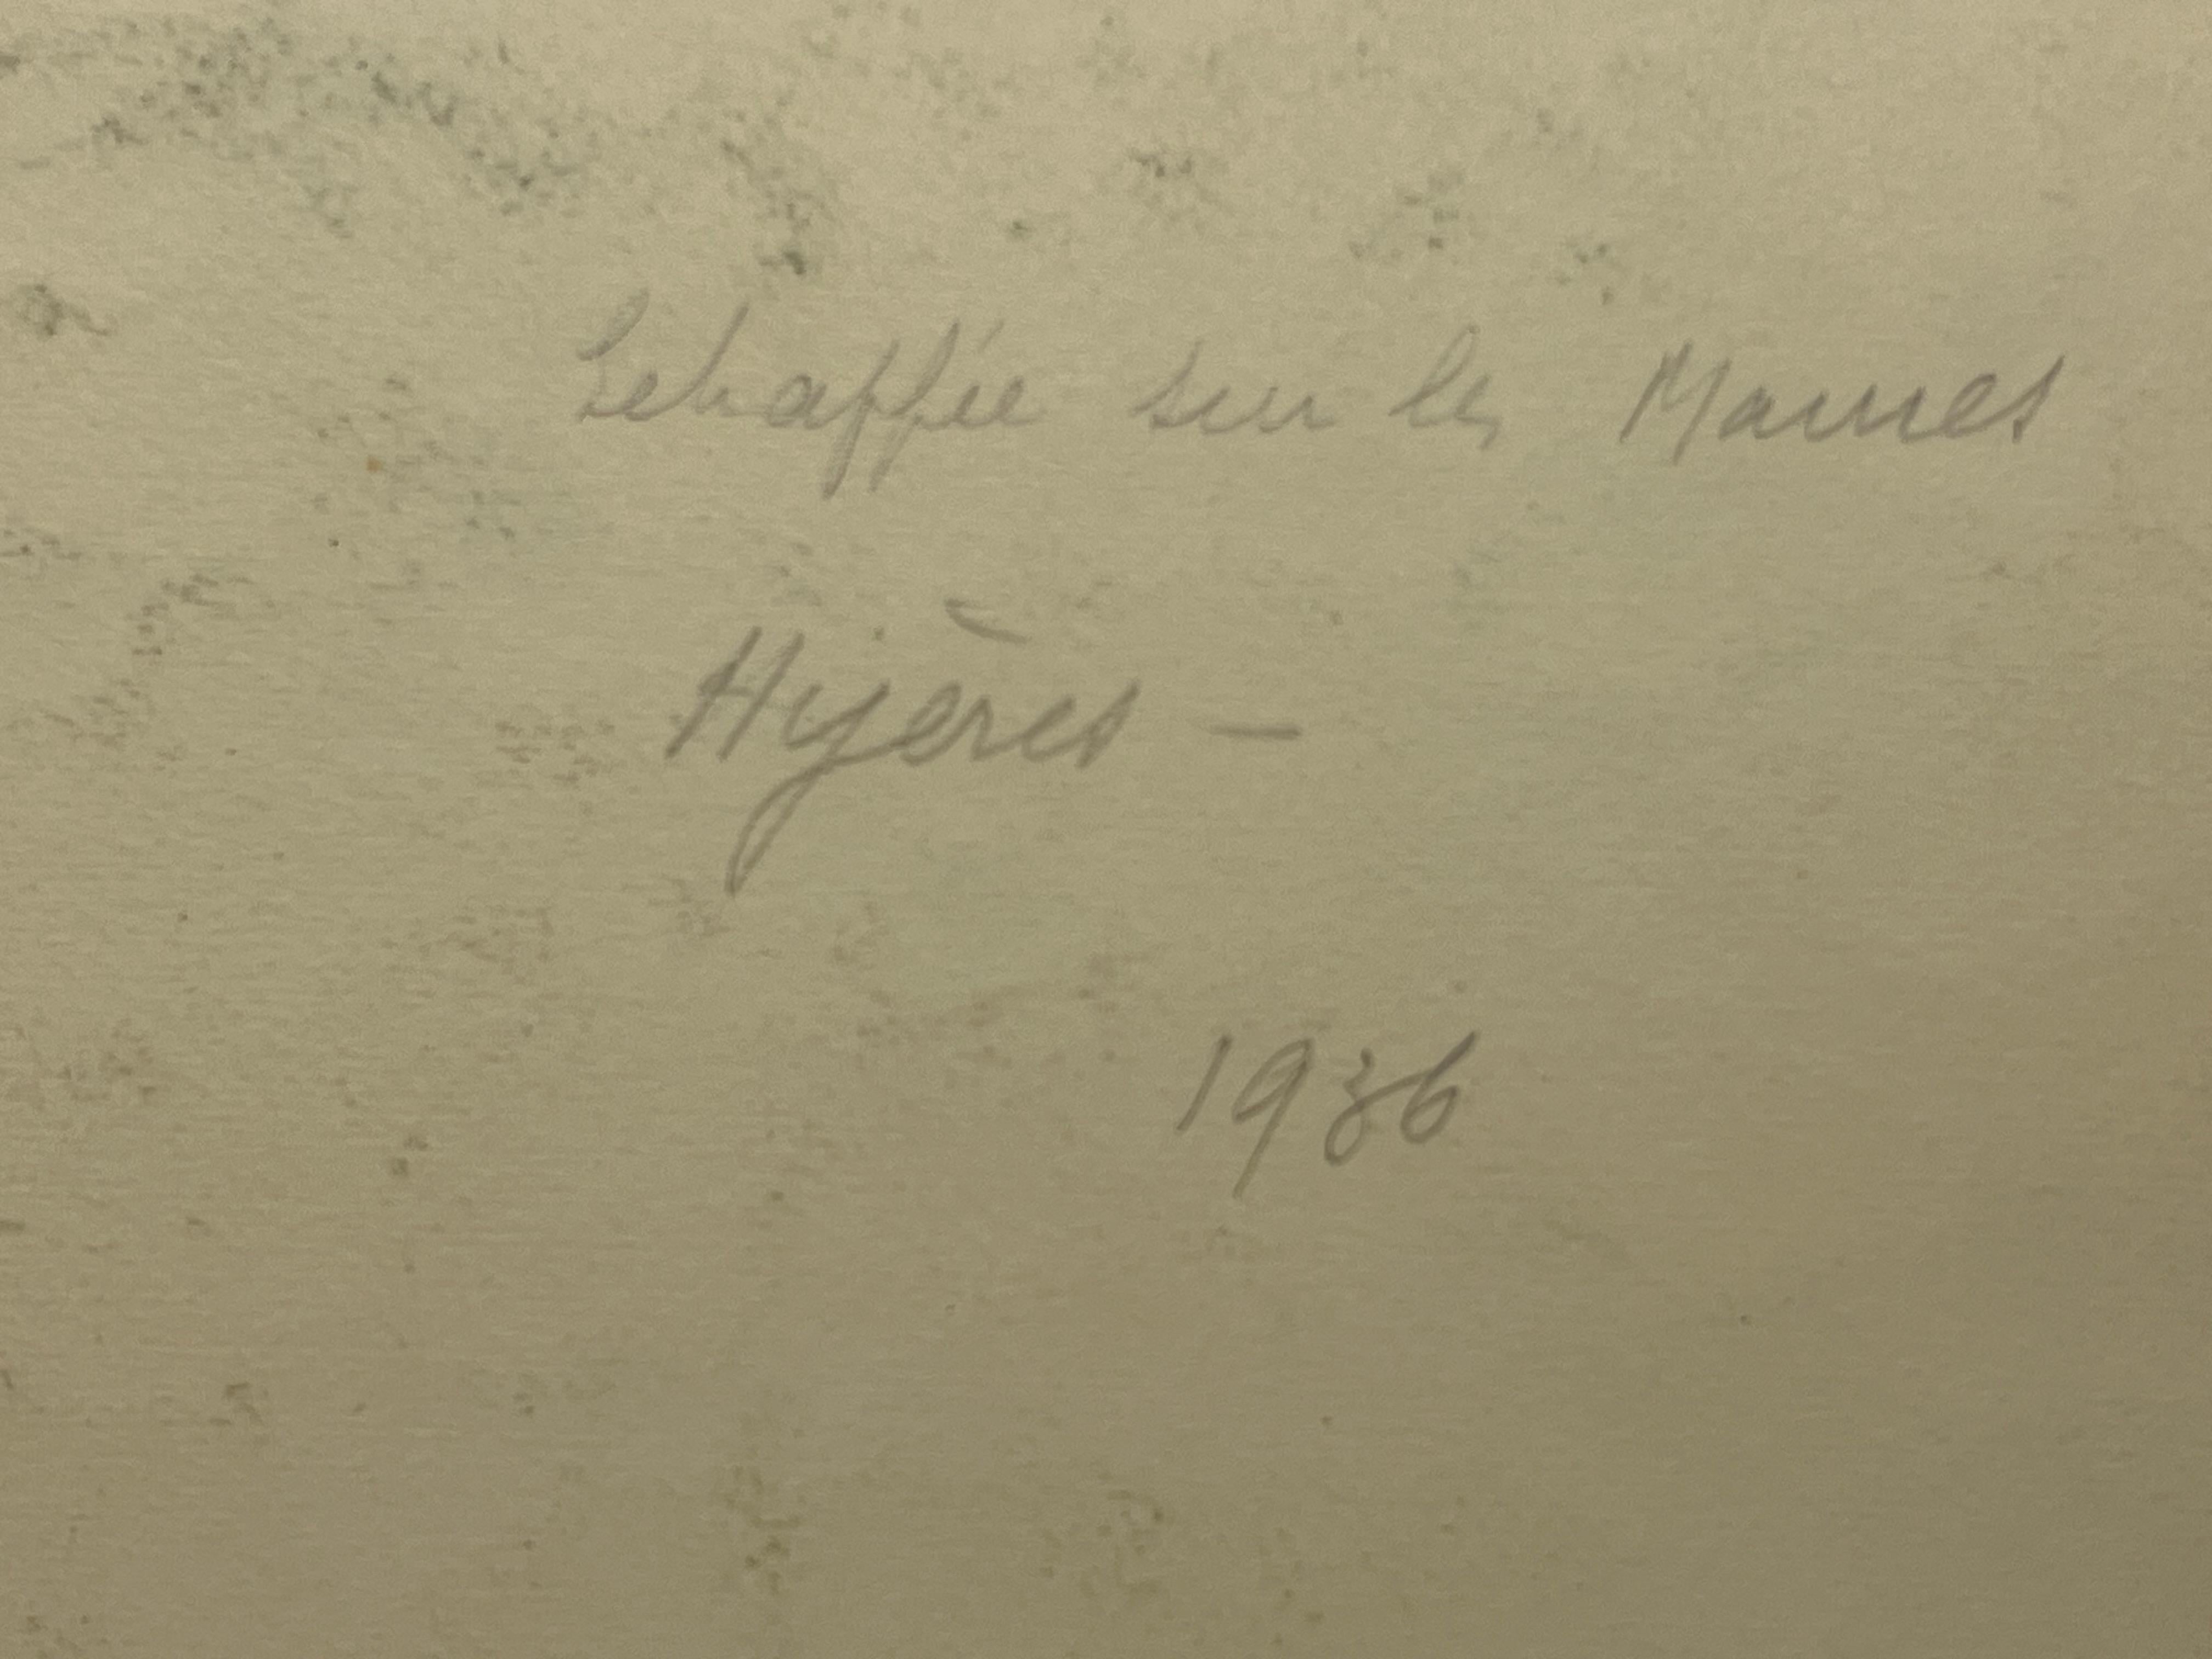 Echappée sur les Maures
Hyères —
1936